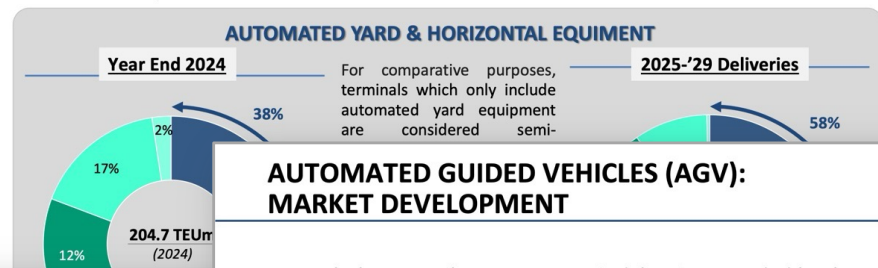 AUTOMATED YARD & HORIZONTAL EQUIMENT
Year End 2024
For comparative purposes,
terminals which only include
automated yard equipment
are considered semi-
2025-'29 Deliveries
38%
2%
17%
12%
204.7 TEUm
(2024)
58%
AUTOMATED GUIDED VEHICLES (AGV):
MARKET DEVELOPMENT